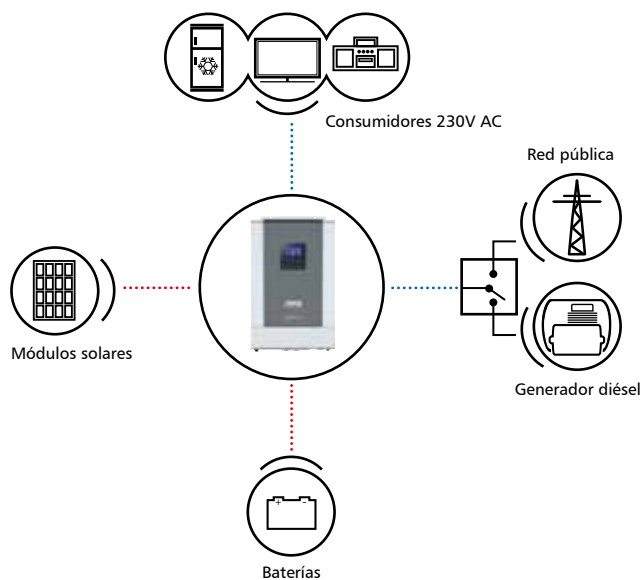 Consumidores 230V AC
Red pública
Módulos solares
Generador diésel
+ -
Baterías